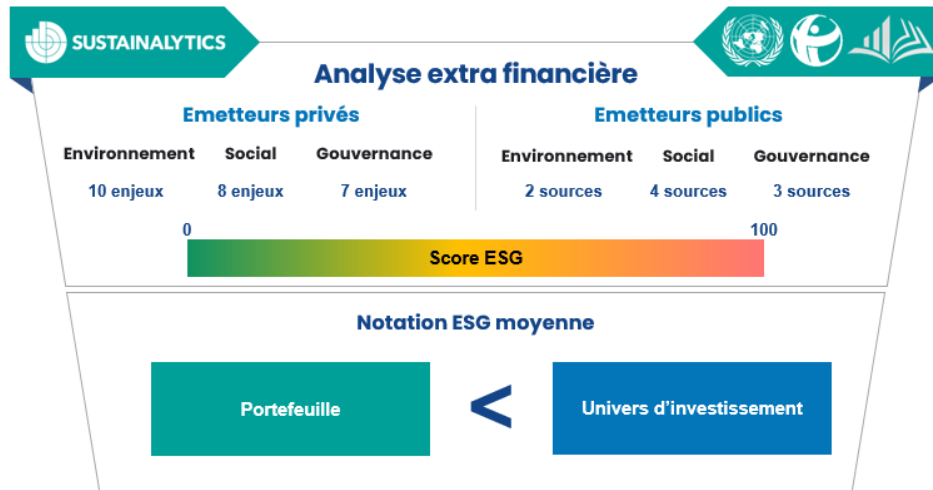 SUSTAINALYTICS
Analyse extra financière
Emetteurs privés
Emetteurs publics
Environnement Social Gouvernance
Environnement Social Gouvernance
10 enjeux 8 enjeux 7 enjeux
2 sources 4 sources 3 sources
0 100
Score ESG
Notation ESG moyenne
Portefeuille < Univers d'investissement